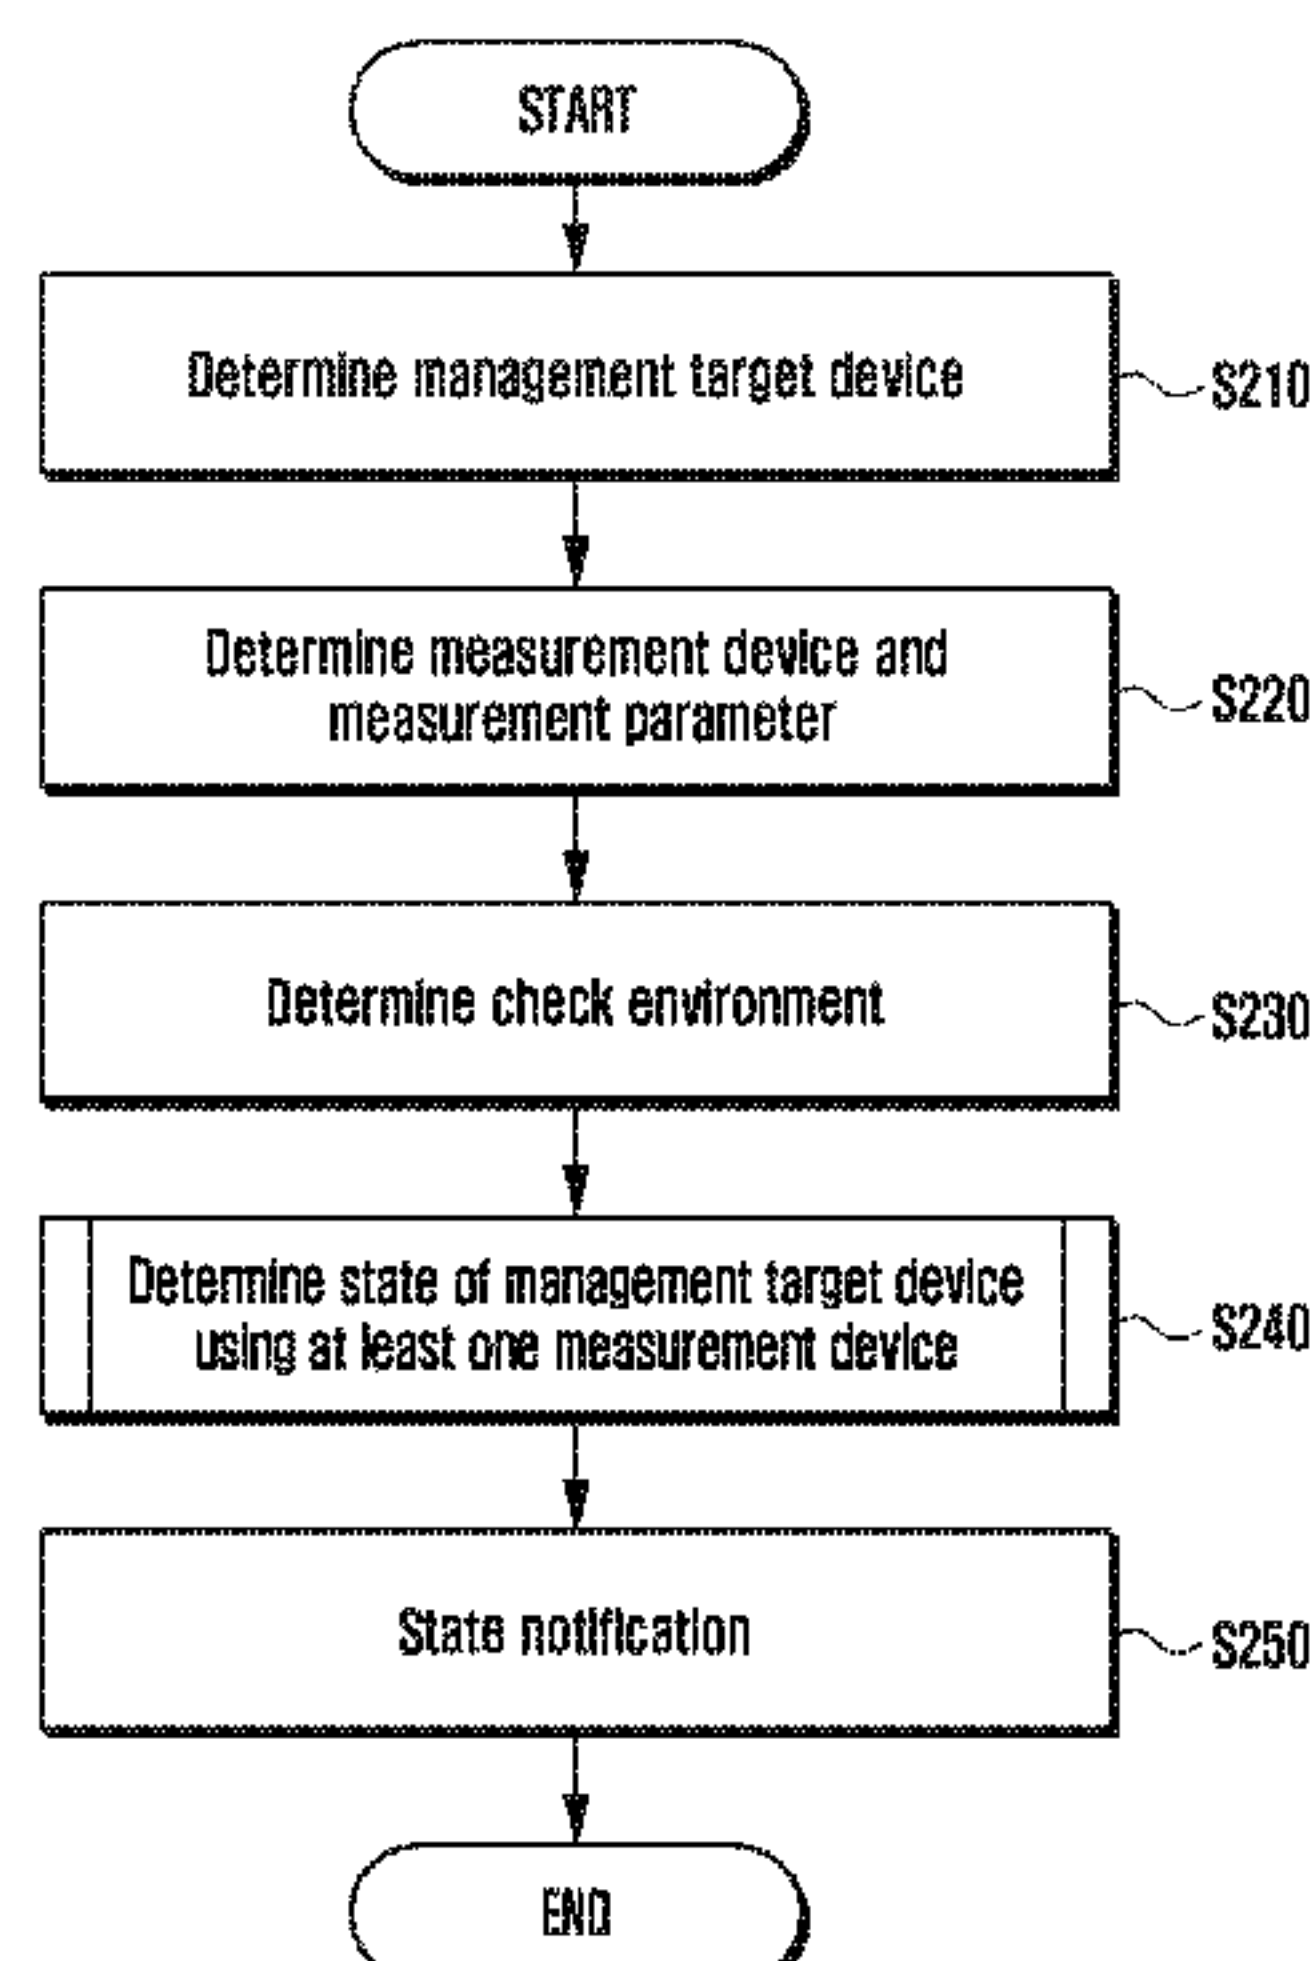 START
Determine management target device
S210
Determine measurement device and
measurement parameter
S220
Determine check environment
S230
Determine state of management target device
using at least one measurement device
S240
State notification
S250
END